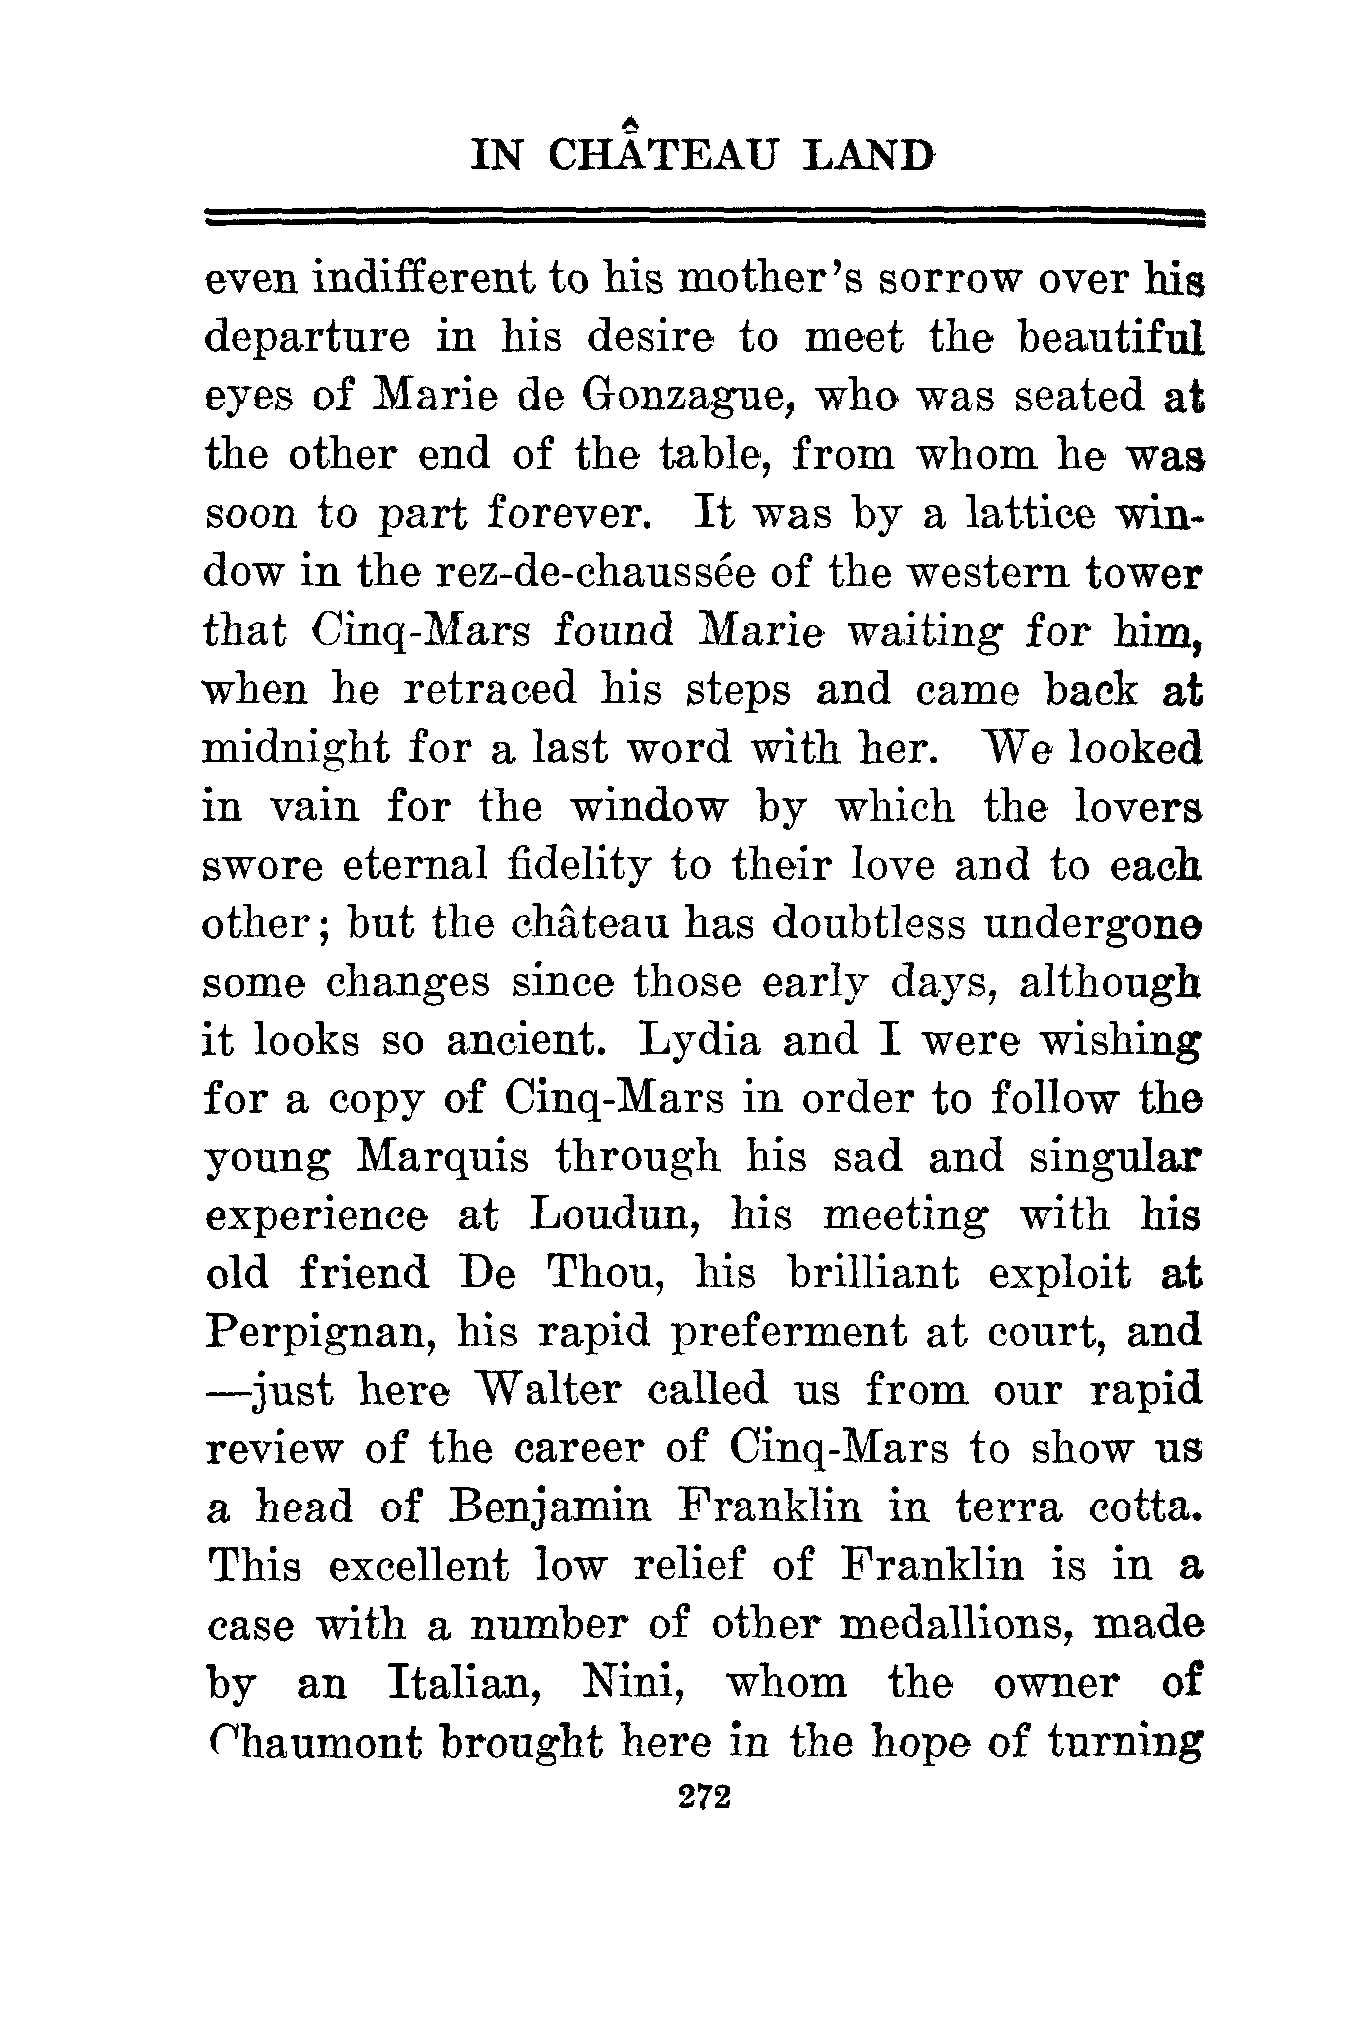 IN CHÂTEAU LAND
even indifferent to his mother's sorrow over his
departure in his desire to meet the beautiful
eyes of Marie de Gonzague, who was seated at
the other end of the table, from whom he was
soon to part forever. It was by a lattice win-
dow in the rez-de-chaussée of the western tower
that Cinq-Mars found Marie waiting for him,
when he retraced his steps and came back at
midnight for a last word with her. We looked
in vain for the window by which the lovers
swore eternal fidelity to their love and to each
other; but the château has doubtless undergone
some changes since those early days, although
it looks so ancient. Lydia and I were wishing
for a copy of Cinq-Mars in order to follow the
young Marquis through his sad and singular
experience at Loudun, his meeting with his
old friend De Thou, his brilliant exploit at
Perpignan, his rapid preferment at court, and
—just here Walter called us from our rapid
review of the career of Cinq-Mars to show us
a head of Benjamin Franklin in terra cotta.
This excellent low relief of Franklin is in a
case with a number of other medallions, made
by an Italian, Nini, whom the owner of
Chaumont brought here in the hope of turning
272